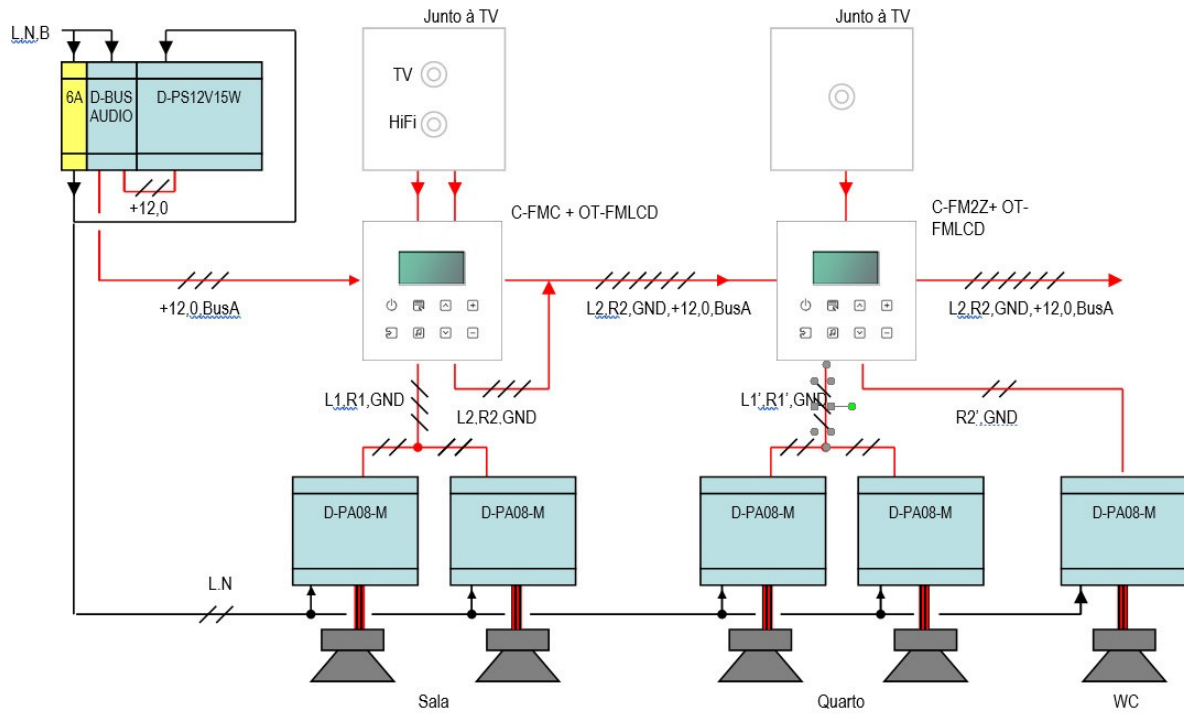 Junto à TV
Junto à TV
L.N.B
TV
HiFi
6A
D-BUS
AUDIO
D-PS12V15W
+12,0
C-FMC + OT-FMLCD
C-FM2Z+ OT-
FMLCD
+12,0,BusA
L2,R2,GND,+12,0,BusA
L2,R2,GND,+12,0,BusA
L1,R1,GND
L2,R2,GND
L1',R1',GND
R2',GND
D-PA08-M
D-PA08-M
D-PA08-M
D-PA08-M
D-PA08-M
L.N
Sala
Quarto
WC